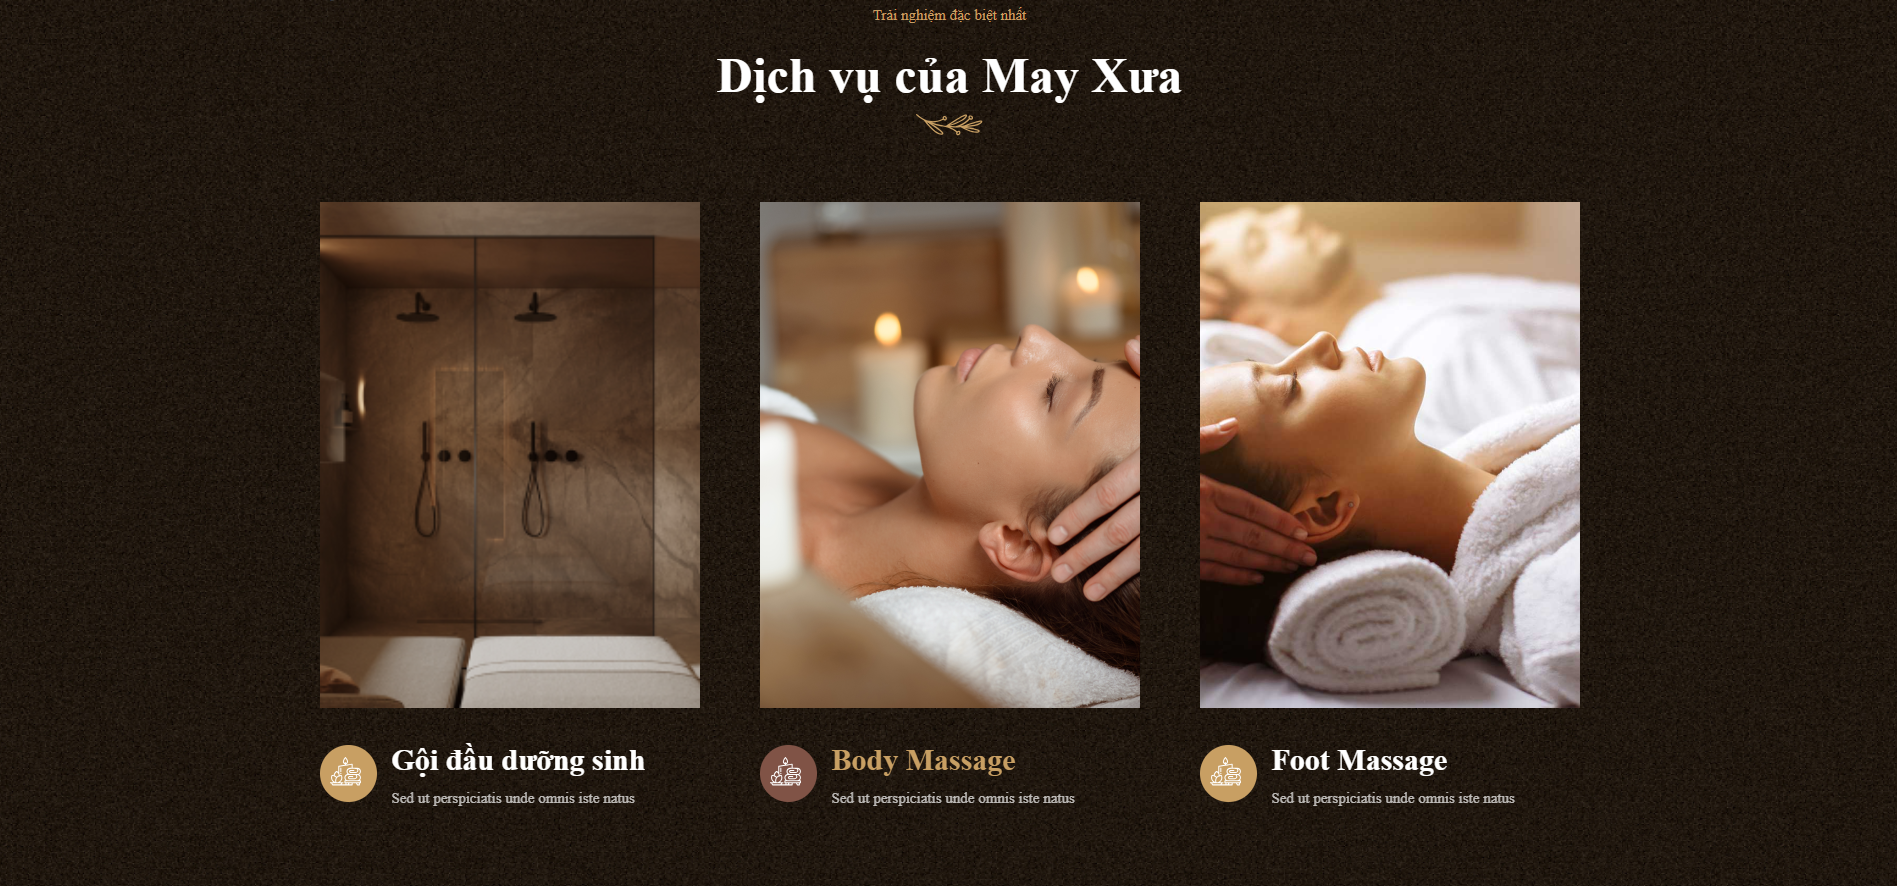 Trải nghiệm đặc biệt nhất
Dịch vụ của May Xưa
Gội đầu dưỡng sinh
Sed ut perspiciatis unde omnis iste natus
Body Massage
Sed ut perspiciatis unde omnis iste natus
Foot Massage
Sed ut perspiciatis unde omnis iste natus